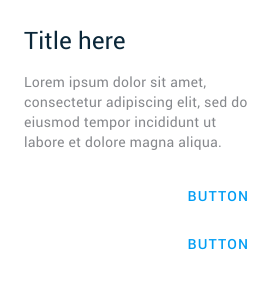 Title here
Lorem ipsum dolor sit amet,
consectetur adipiscing elit, sed do
eiusmod tempor incididunt ut
labore et dolore magna aliqua.
BUTTON
BUTTON